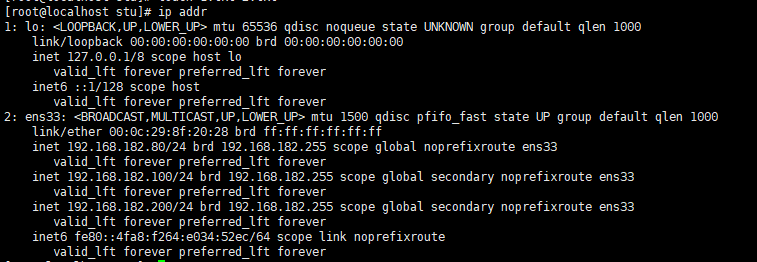 [root@localhost stu]# ip addr
1: lo: <LOOPBACK,UP,LOWER_UP> mtu 65536 qdisc noqueue state UNKNOWN group default qlen 1000
    link/loopback 00:00:00:00:00:00 brd 00:00:00:00:00:00
    inet 127.0.0.1/8 scope host lo
       valid_lft forever preferred_lft forever
    inet6 ::1/128 scope host
       valid_lft forever preferred_lft forever
2: ens33: <BROADCAST,MULTICAST,UP,LOWER_UP> mtu 1500 qdisc pfifo_fast state UP group default qlen 1000
    link/ether 00:0c:29:8f:20:28 brd ff:ff:ff:ff:ff:ff
    inet 192.168.182.80/24 brd 192.168.182.255 scope global noprefixroute ens33
       valid_lft forever preferred_lft forever
    inet 192.168.182.100/24 brd 192.168.182.255 scope global secondary noprefixroute ens33
       valid_lft forever preferred_lft forever
    inet 192.168.182.200/24 brd 192.168.182.255 scope global secondary noprefixroute ens33
       valid_lft forever preferred_lft forever
    inet6 fe80::4fa8:f264:e034:52ec/64 scope link noprefixroute
       valid_lft forever preferred_lft forever